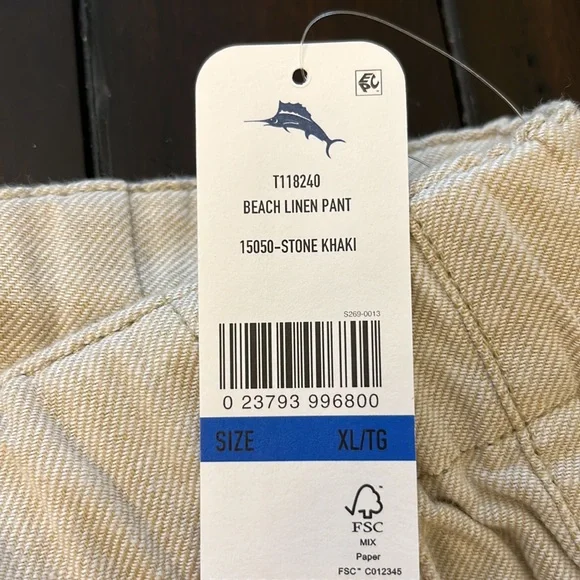 T118240
BEACH LINEN PANT
15050-STONE KHAKI
S269-0013
0 23793 996800
SIZE XL/TG
FSC
MIX
Paper
FSC™ C012345